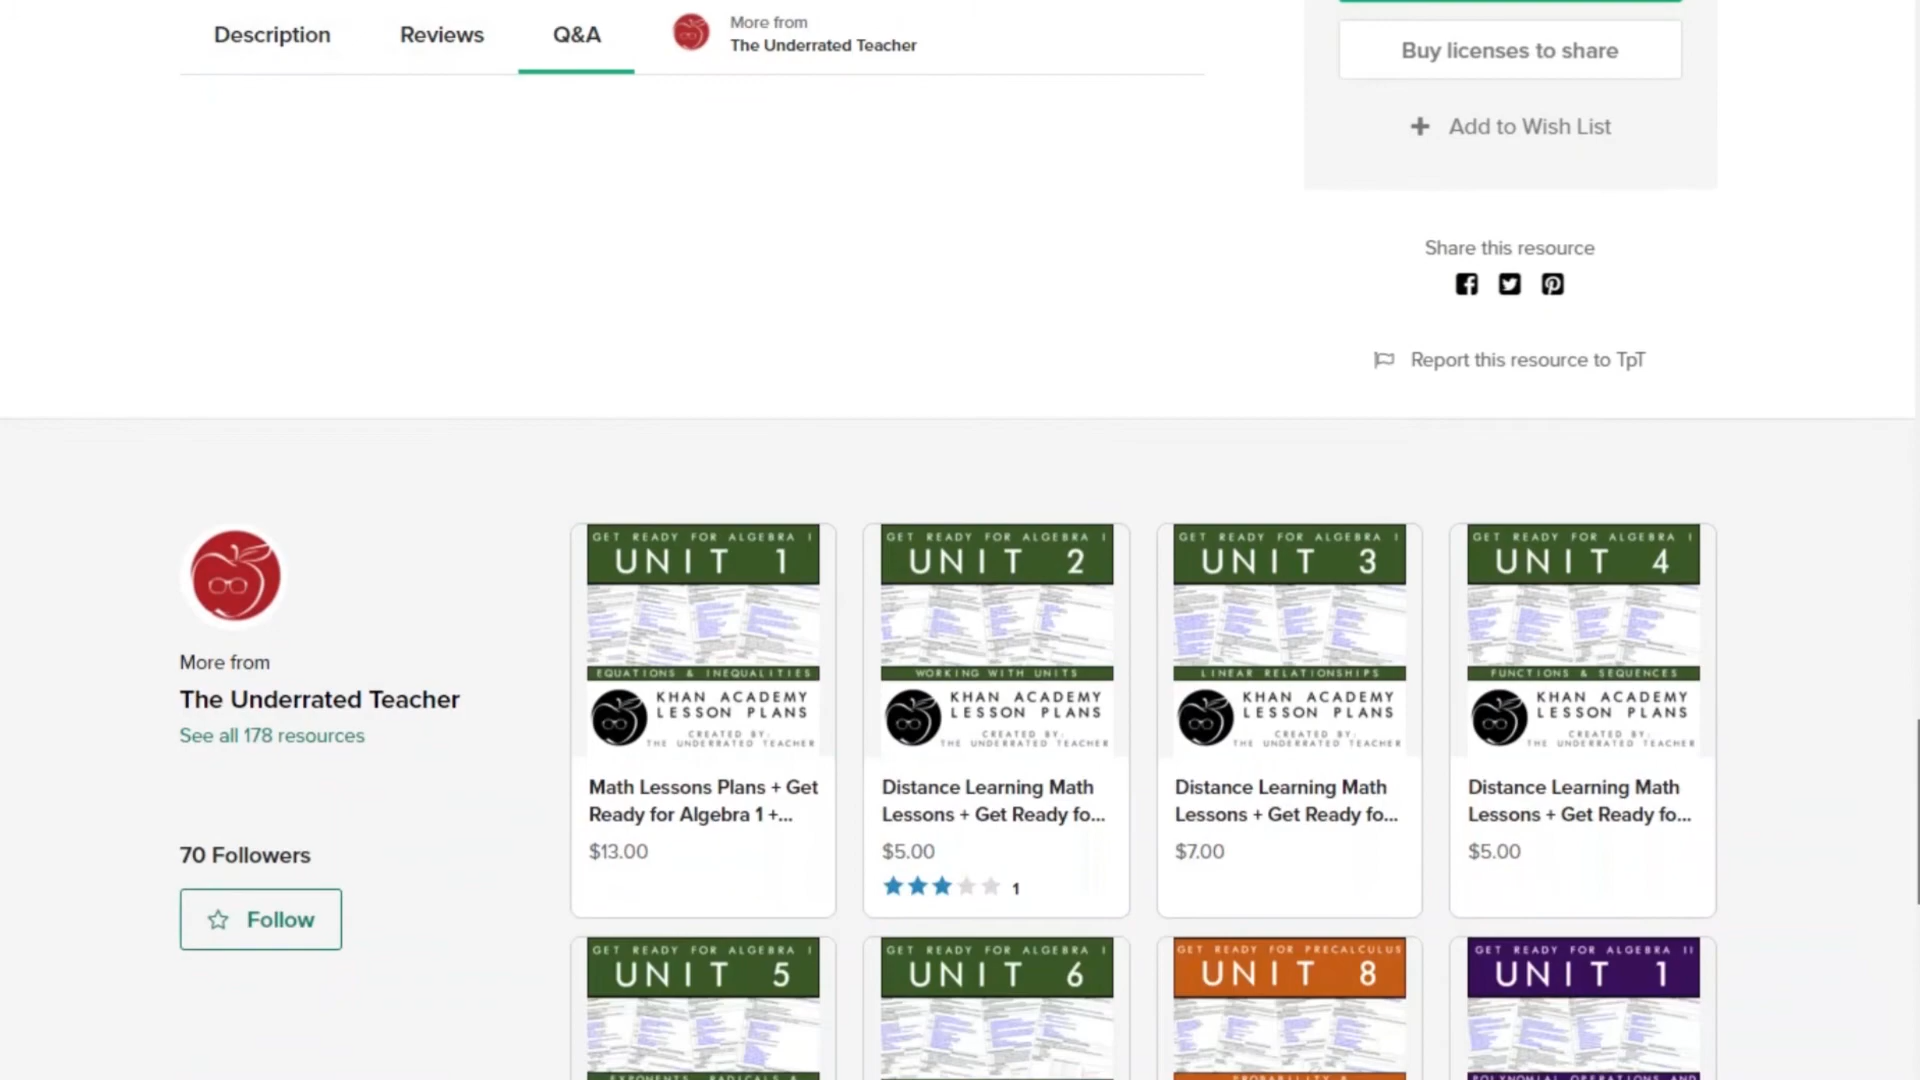 Description
Reviews
Q&A
More from
The Underrated Teacher
Buy licenses to share
Add to Wish List
Share this resource
Report this resource to TpT
More from
The Underrated Teacher
See all 178 resources
70 Followers
Follow
GET READY FOR ALGEBRA I
UNIT 1
EQUATIONS & INEQUALITIES
KHAN ACADEMY
LESSON PLANS
CREATED BY:
THE UNDERRATED TEACHER
Math Lessons Plans + Get
Ready for Algebra 1 +...
$13.00
GET READY FOR ALGEBRA I
UNIT 2
WORKING WITH UNITS
KHAN ACADEMY
LESSON PLANS
CREATED BY:
THE UNDERRATED TEACHER
Distance Learning Math
Lessons + Get Ready fo...
$5.00
1
GET READY FOR ALGEBRA I
UNIT 3
LINEAR RELATIONSHIPS
KHAN ACADEMY
LESSON PLANS
CREATED BY:
THE UNDERRATED TEACHER
Distance Learning Math
Lessons + Get Ready fo...
$7.00
GET READY FOR ALGEBRA I
UNIT 4
FUNCTIONS & SEQUENCES
KHAN ACADEMY
LESSON PLANS
CREATED BY:
THE UNDERRATED TEACHER
Distance Learning Math
Lessons + Get Ready fo...
$5.00
GET READY FOR ALGEBRA I
UNIT 5
EXPONENTS, RADICALS &
GET READY FOR ALGEBRA I
UNIT 6
GET READY FOR PRECALCULUS
UNIT 8
PROBABILITY &
GET READY FOR ALGEBRA II
UNIT 1
POLYNOMIAL OPERATIONS AND